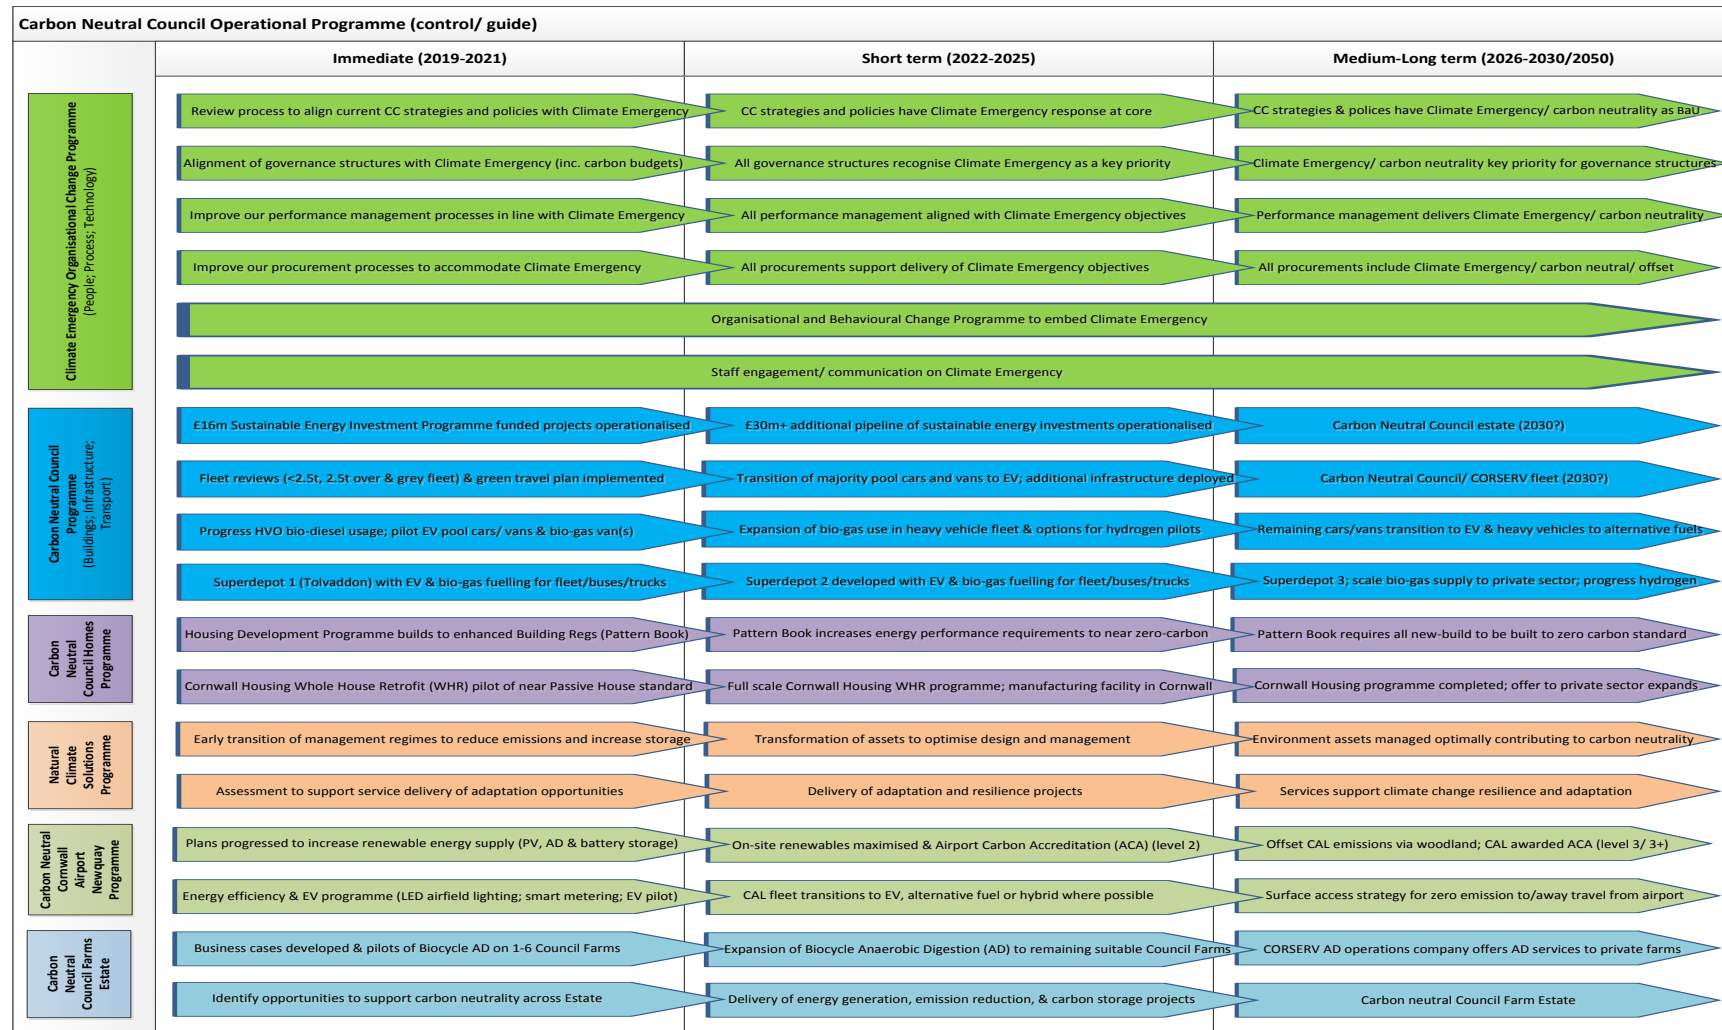 Carbon Neutral Council Operational Programme (control/ guide)
Immediate (2019-2021)
Short term (2022-2025)
Medium-Long term (2026-2030/2050)
Climate Emergency Organisational Change Programme
(People; Process; Technology)
Review process to align current CC strategies and policies with Climate Emergency
CC strategies and policies have Climate Emergency response at core
CC strategies & polices have Climate Emergency/ carbon neutrality as BaU
Alignment of governance structures with Climate Emergency (inc. carbon budgets)
All governance structures recognise Climate Emergency as a key priority
Climate Emergency/ carbon neutrality key priority for governance structures
Improve our performance management processes in line with Climate Emergency
All performance management aligned with Climate Emergency objectives
Performance management delivers Climate Emergency/ carbon neutrality
Improve our procurement processes to accommodate Climate Emergency
All procurements support delivery of Climate Emergency objectives
All procurements include Climate Emergency/ carbon neutral/ offset
Organisational and Behavioural Change Programme to embed Climate Emergency
Staff engagement/ communication on Climate Emergency
Carbon Neutral Council
Programme
(Buildings; Infrastructure;
Transport)
£16m Sustainable Energy Investment Programme funded projects operationalised
£30m+ additional pipeline of sustainable energy investments operationalised
Carbon Neutral Council estate (2030?)
Fleet reviews (<2.5t, 2.5t over & grey fleet) & green travel plan implemented
Transition of majority pool cars and vans to EV; additional infrastructure deployed
Carbon Neutral Council/ CORSERV fleet (2030?)
Progress HVO bio-diesel usage; pilot EV pool cars/ vans & bio-gas van(s)
Expansion of bio-gas use in heavy vehicle fleet & options for hydrogen pilots
Remaining cars/vans transition to EV & heavy vehicles to alternative fuels
Superdepot 1 (Tolvaddon) with EV & bio-gas fuelling for fleet/buses/trucks
Superdepot 2 developed with EV & bio-gas fuelling for fleet/buses/trucks
Superdepot 3; scale bio-gas supply to private sector; progress hydrogen
Carbon
Neutral
Council Homes
Programme
Housing Development Programme builds to enhanced Building Regs (Pattern Book)
Pattern Book increases energy performance requirements to near zero-carbon
Pattern Book requires all new-build to be built to zero carbon standard
Cornwall Housing Whole House Retrofit (WHR) pilot of near Passive House standard
Full scale Cornwall Housing WHR programme; manufacturing facility in Cornwall
Cornwall Housing programme completed; offer to private sector expands
Natural
Climate
Solutions
Programme
Early transition of management regimes to reduce emissions and increase storage
Transformation of assets to optimise design and management
Environment assets managed optimally contributing to carbon neutrality
Assessment to support service delivery of adaptation opportunities
Delivery of adaptation and resilience projects
Services support climate change resilience and adaptation
Carbon Neutral
Cornwall
Airport
Newquay
Programme
Plans progressed to increase renewable energy supply (PV, AD & battery storage)
On-site renewables maximised & Airport Carbon Accreditation (ACA) (level 2)
Offset CAL emissions via woodland; CAL awarded ACA (level 3/ 3+)
Energy efficiency & EV programme (LED airfield lighting; smart metering; EV pilot)
CAL fleet transitions to EV, alternative fuel or hybrid where possible
Surface access strategy for zero emission to/away travel from airport
Carbon
Neutral
Council Farms
Estate
Business cases developed & pilots of Biocycle AD on 1-6 Council Farms
Expansion of Biocycle Anaerobic Digestion (AD) to remaining suitable Council Farms
CORSERV AD operations company offers AD services to private farms
Identify opportunities to support carbon neutrality across Estate
Delivery of energy generation, emission reduction, & carbon storage projects
Carbon neutral Council Farm Estate